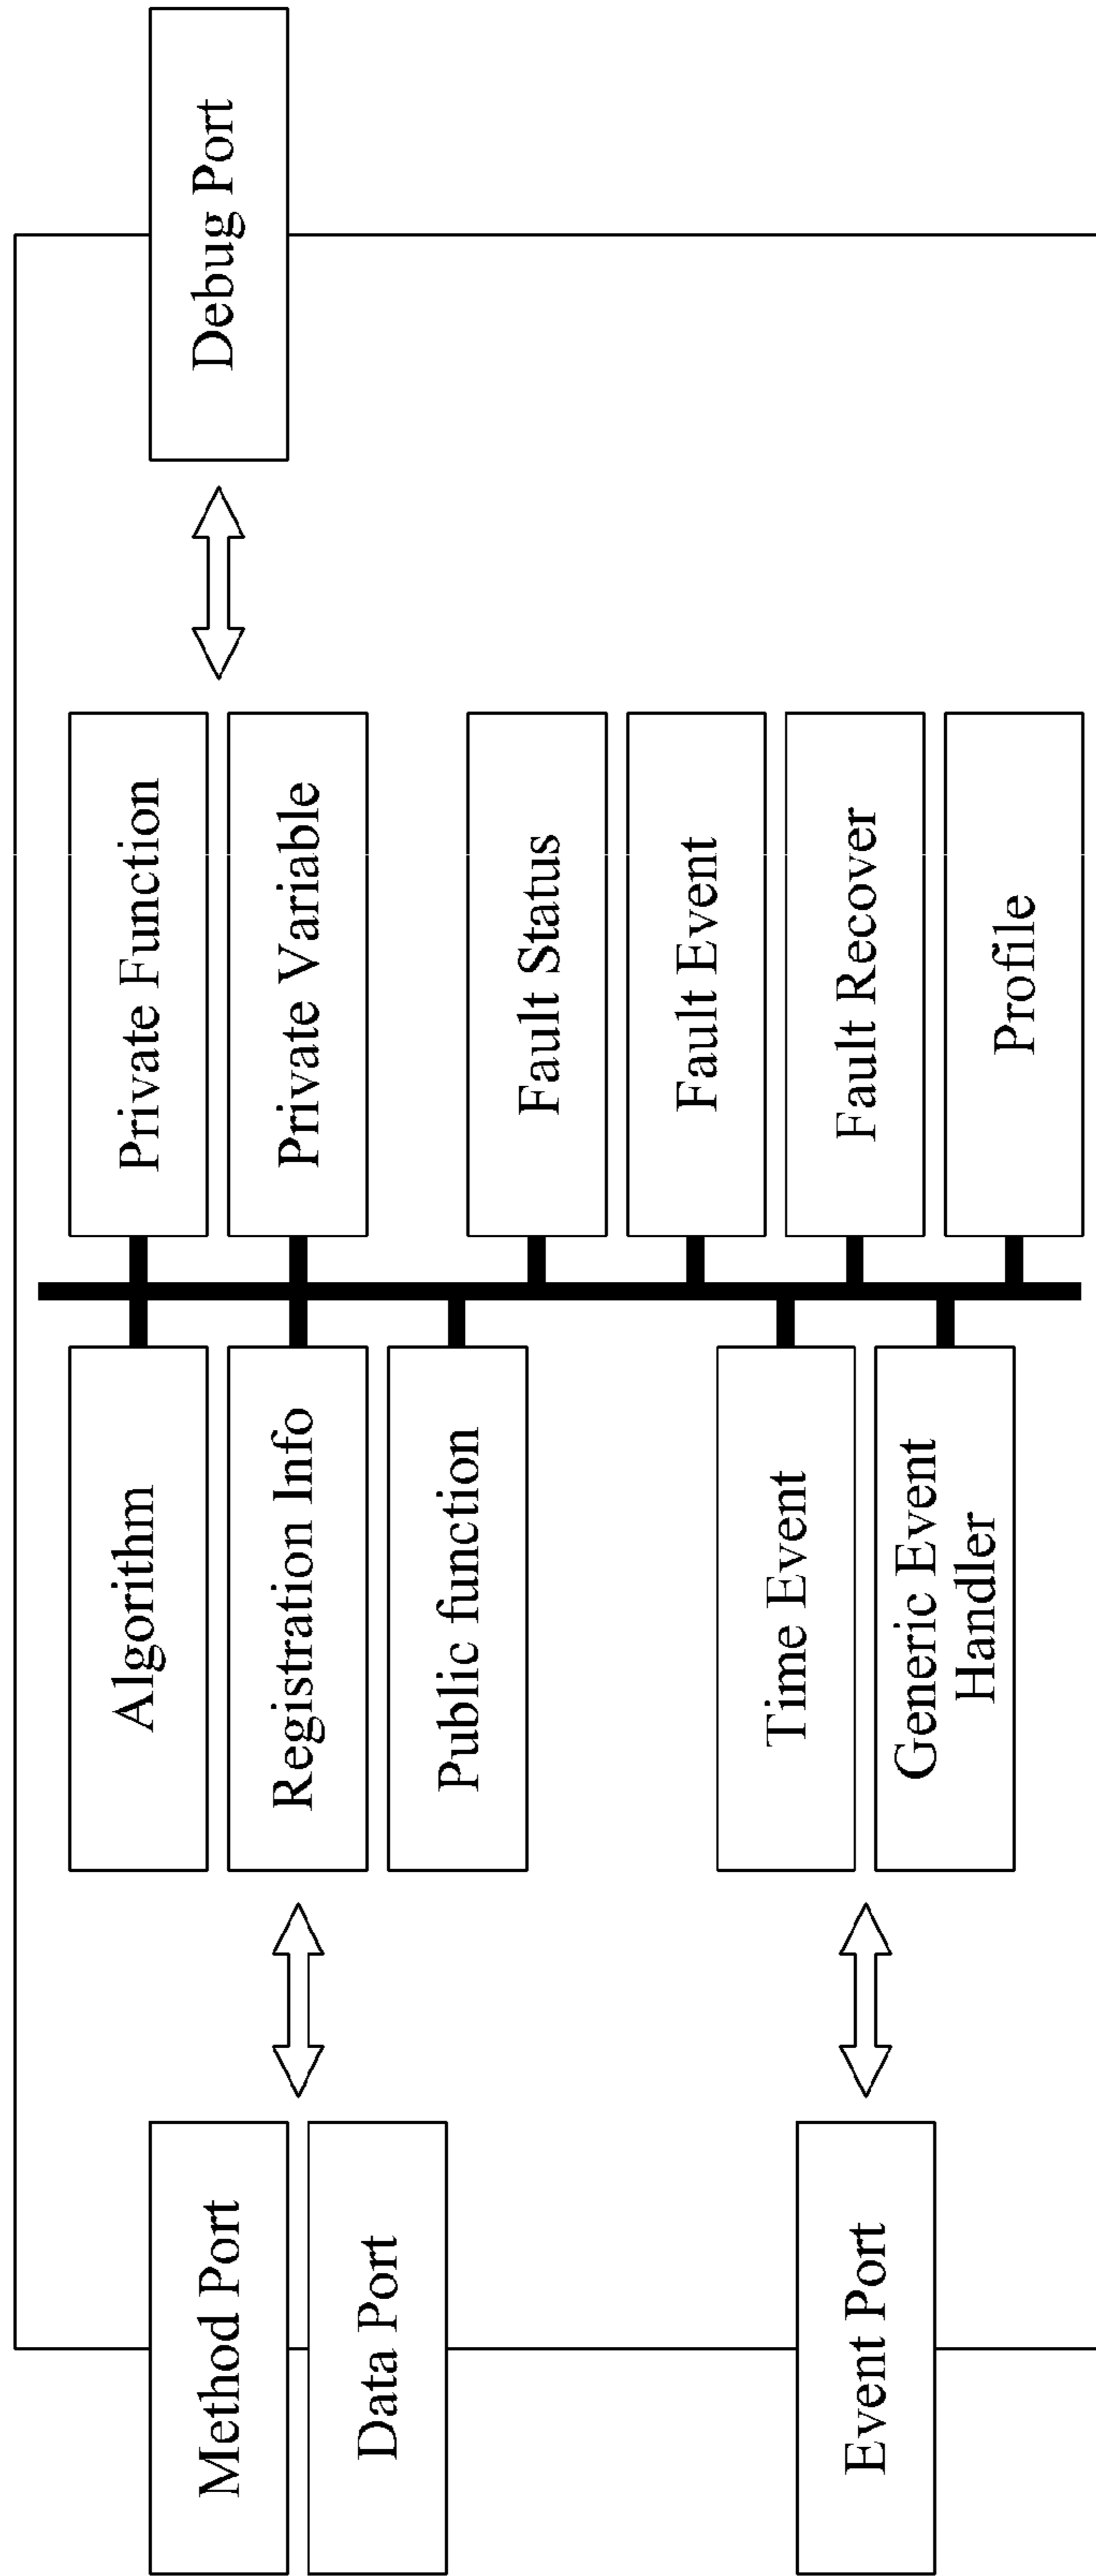 Method Port
Data Port
Event Port
Algorithm
Registration Info
Public function
Time Event
Generic Event
Handler
Private Function
Private Variable
Fault Status
Fault Event
Fault Recover
Profile
Debug Port